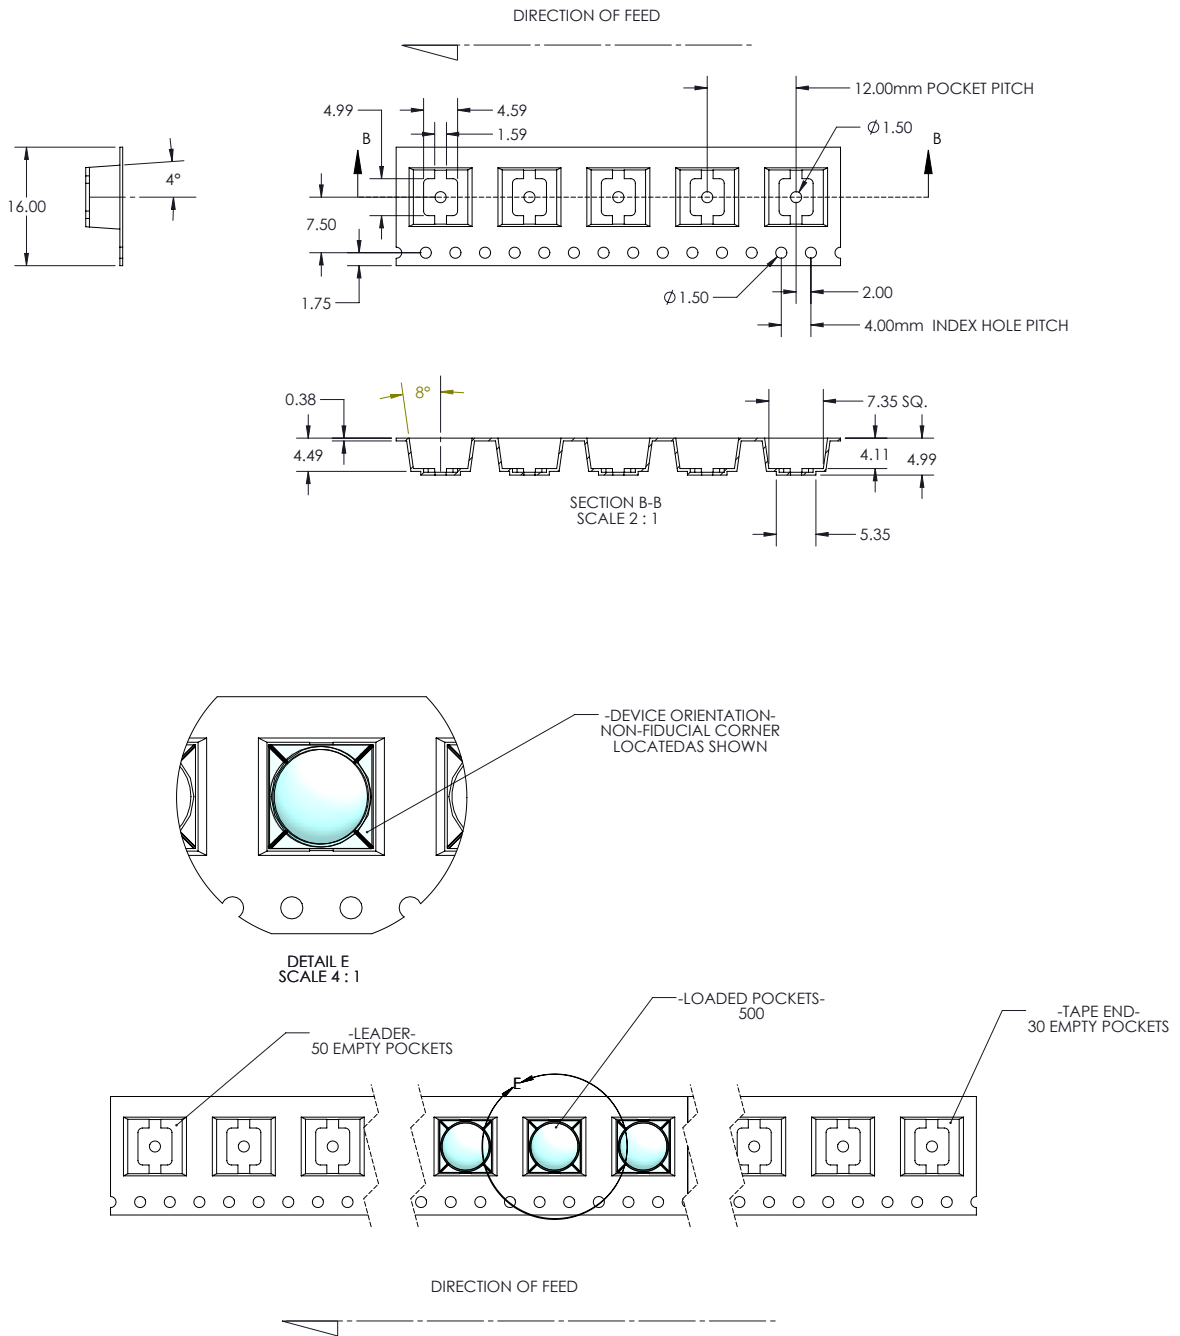 DIRECTION OF FEED
12.00mm POCKET PITCH
4.99
4.59
1.59
Ø1.50
B
B
4°
16.00
7.50
1.75
Ø1.50
2.00
4.00mm INDEX HOLE PITCH
8°
0.38
7.35 SQ.
4.49
4.11
4.99
SECTION B-B
SCALE 2 : 1
5.35
-DEVICE ORIENTATION-
NON-FIDUCIAL CORNER
LOCATEDAS SHOWN
DETAIL E
SCALE 4 : 1
-LOADED POCKETS-
500
-TAPE END-
30 EMPTY POCKETS
-LEADER-
50 EMPTY POCKETS
E
DIRECTION OF FEED